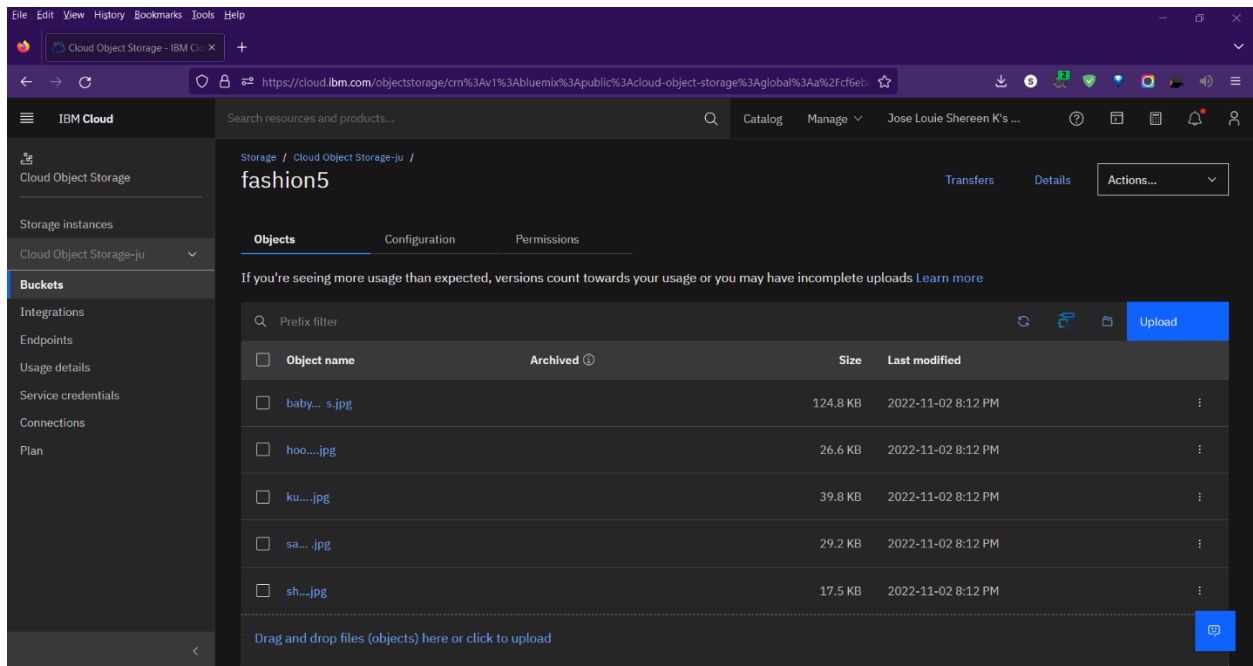 File Edit View History Bookmarks Tools Help
Cloud Object Storage - IBM Clo
https://cloud.ibm.com/objectstorage/crn%3Av1%3Abluemix%3Apublic%3Acloud-object-storage%3Aglobal%3Aa%2Fcf6eb
IBM Cloud
Search resources and products...
Catalog
Manage
Jose Louie Shereen K's ...
Cloud Object Storage
Storage instances
Cloud Object Storage-ju
Buckets
Integrations
Endpoints
Usage details
Service credentials
Connections
Plan
Storage / Cloud Object Storage-ju /
fashion5
Transfers
Details
Actions...
Objects Configuration Permissions
If you're seeing more usage than expected, versions count towards your usage or you may have incomplete uploads Learn more
Prefix filter
Upload
Object name Archived Size Last modified
baby... s.jpg 124.8 KB 2022-11-02 8:12 PM
hoo....jpg 26.6 KB 2022-11-02 8:12 PM
ku....jpg 39.8 KB 2022-11-02 8:12 PM
sa... .jpg 29.2 KB 2022-11-02 8:12 PM
sh....jpg 17.5 KB 2022-11-02 8:12 PM
Drag and drop files (objects) here or click to upload